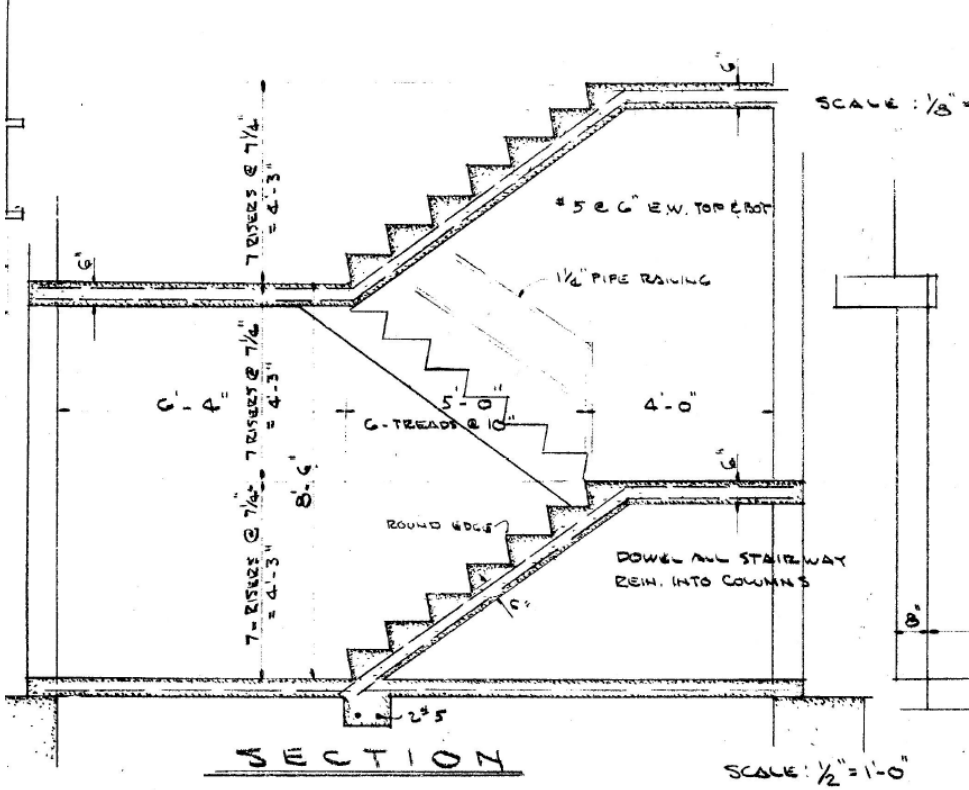 6"
SCALE : 1/8" =
7 RISERS @ 7 1/4"
= 4'-3"
# 5 @ 6" E.W. TOP & BOT
1 1/4" PIPE RAILING
6"
7 RISERS @ 7 1/4
= 4'-3"
6'-4"
5'-0"
6-TREADS @ 10"
4'-0"
8'-6"
6"
7-RISERS @ 7 1/4"
= 4'-3"
ROUND EDGE
DOWEL ALL STAIRWAY
REIN. INTO COLUMNS
6"
8"
2 # 5
SECTION
SCALE: 1/2" = 1'-0"